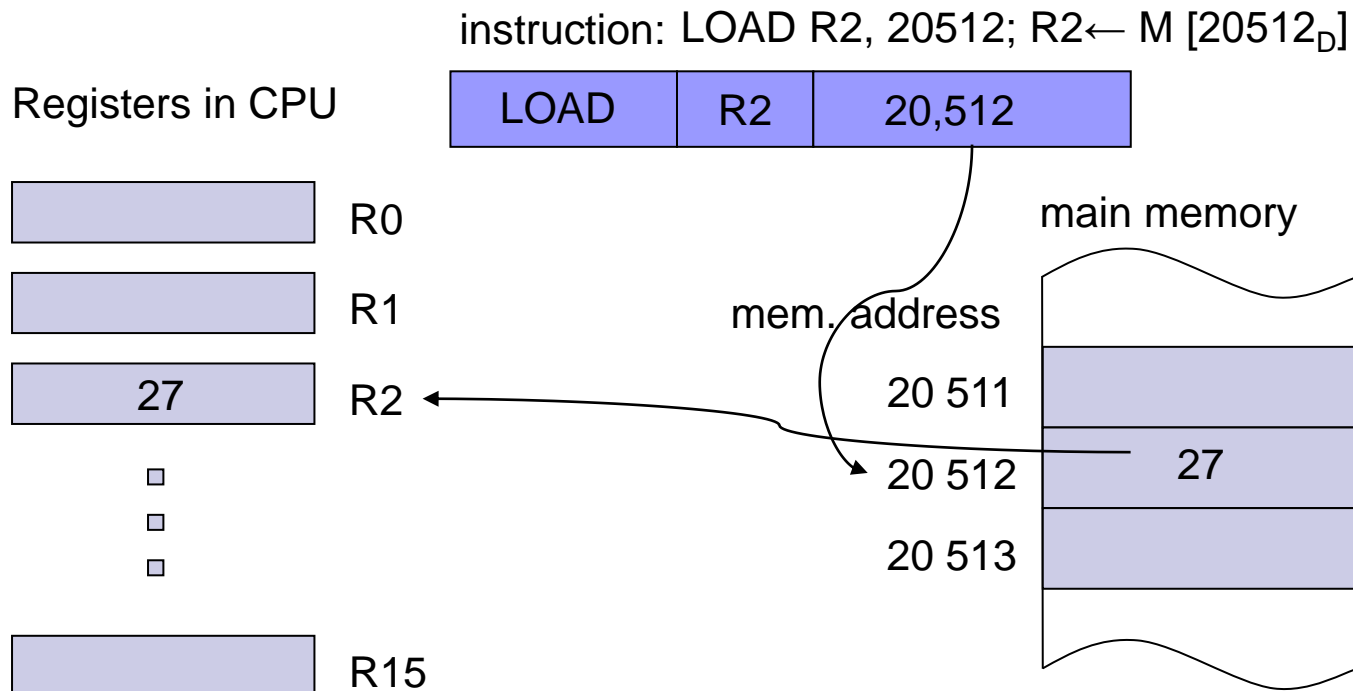 instruction: LOAD R2, 20512; R2← M [20512D]
Registers in CPU
LOAD R2 20,512
R0
main memory
R1
mem. address
27 R2
20 511
20 512 27
20 513
R15